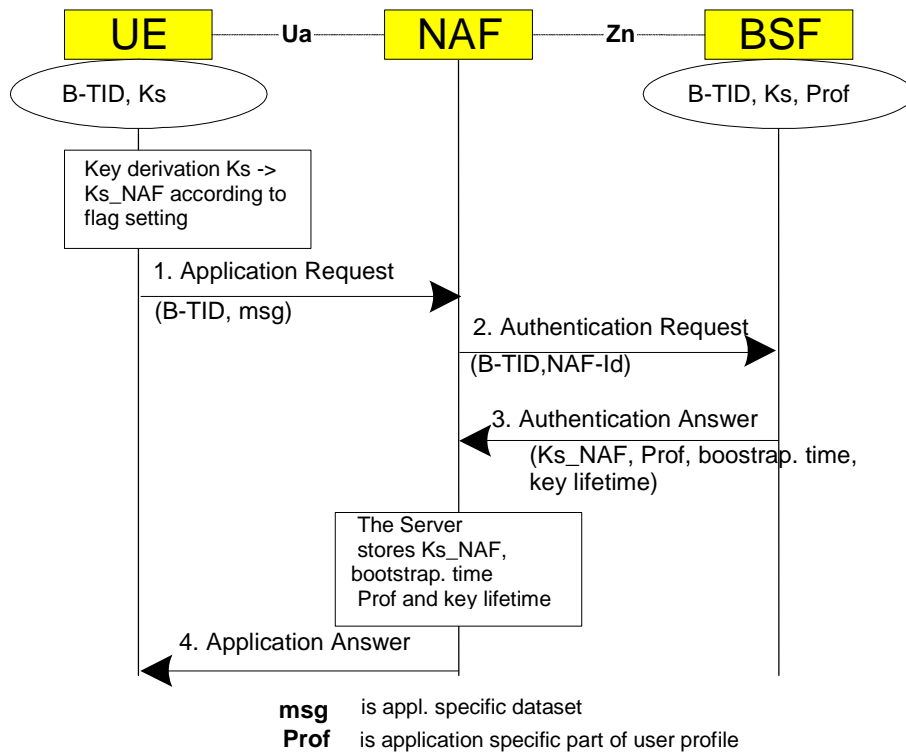 UE
Ua
NAF
Zn
BSF
B-TID, Ks
B-TID, Ks, Prof
Key derivation Ks ->
Ks_NAF according to
flag setting
1. Application Request
(B-TID, msg)
2. Authentication Request
(B-TID,NAF-Id)
3. Authentication Answer
(Ks_NAF, Prof, boostrap. time,
key lifetime)
The Server
stores Ks_NAF,
bootstrap. time
Prof and key lifetime
4. Application Answer
msg is appl. specific dataset
Prof is application specific part of user profile